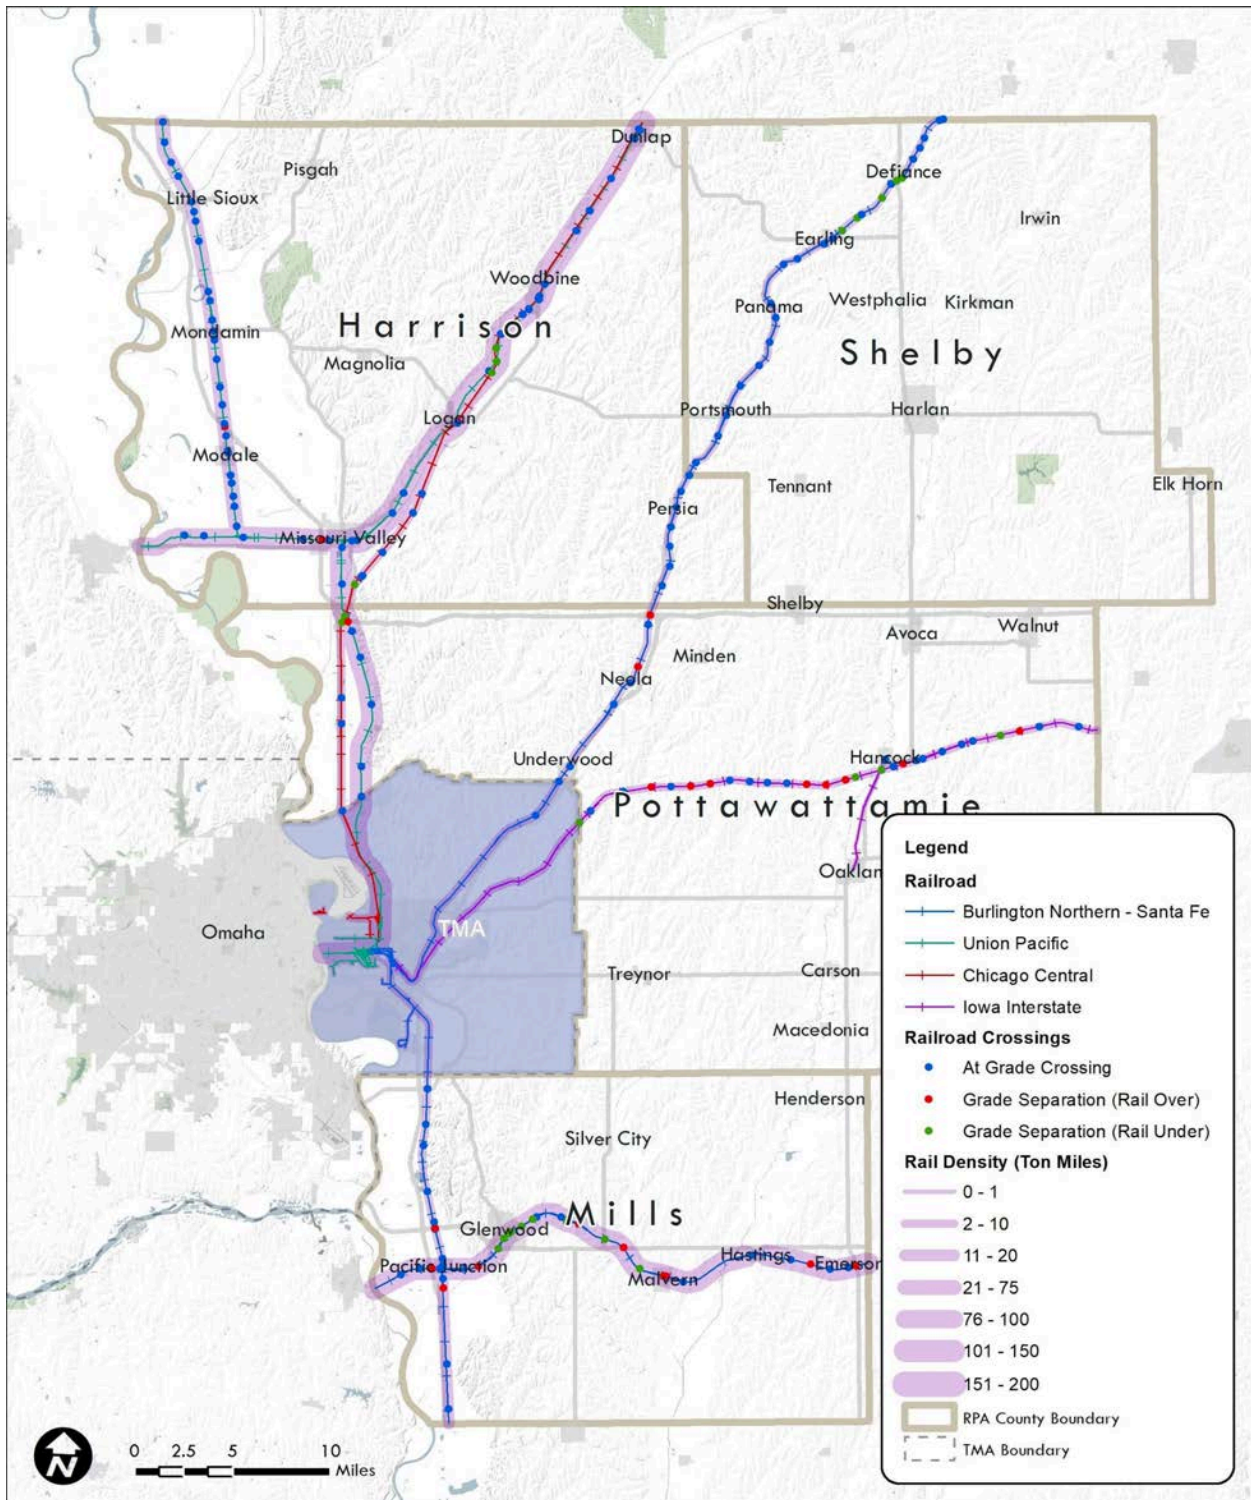 Dunlap
Pisgah
Defiance
Little Sioux
Irwin
Earling
Woodbine
Westphalia
Kirkman
Panama
Harrison
Mondamin
Shelby
Magnolia
Portsmouth
Harlan
Logan
Modale
Tennant
Elk Horn
Persia
Missouri Valley
Shelby
Walnut
Avoca
Minden
Neola
Underwood
Hancock
Pottawattamie
Oaklan
Omaha
TMA
Treynor
Carson
Macedonia
Henderson
Silver City
Mills
Glenwood
Hastings
Pacific Junction
Emerson
Malvern
Legend
Railroad
Burlington Northern - Santa Fe
Union Pacific
Chicago Central
Iowa Interstate
Railroad Crossings
At Grade Crossing
Grade Separation (Rail Over)
Grade Separation (Rail Under)
Rail Density (Ton Miles)
0 - 1
2 - 10
11 - 20
21 - 75
76 - 100
101 - 150
151 - 200
RPA County Boundary
TMA Boundary
N
0 2.5 5 10
Miles